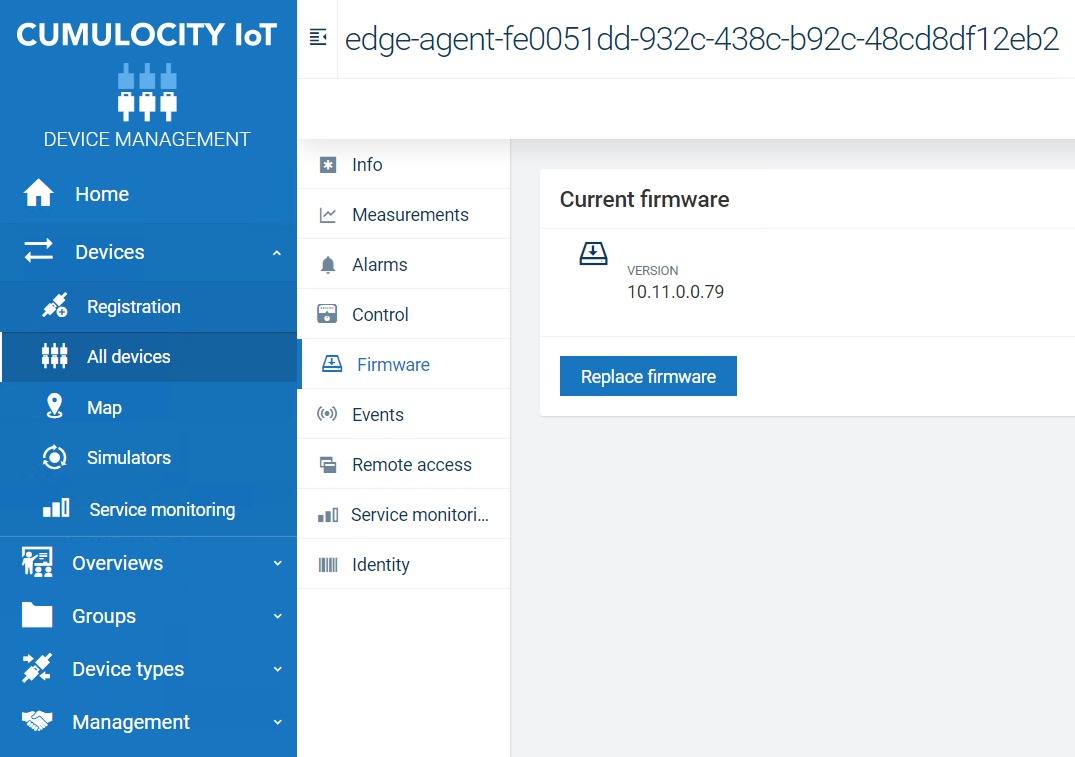 CUMULOCITY IoT
DEVICE MANAGEMENT
Home
Devices
Registration
All devices
Map
Simulators
Service monitoring
Overviews
Groups
Device types
Management
edge-agent-fe0051dd-932c-438c-b92c-48cd8df12eb2
Info
Measurements
Alarms
Control
Firmware
Events
Remote access
Service monitori...
Identity
Current firmware
VERSION
10.11.0.0.79
Replace firmware